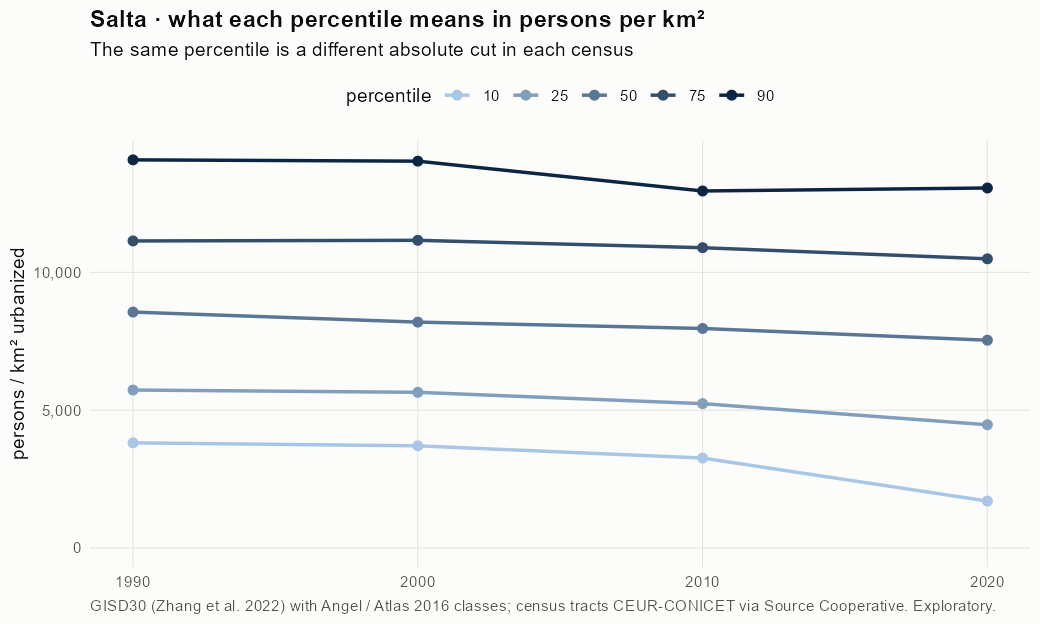 Salta · what each percentile means in persons per km²
The same percentile is a different absolute cut in each census
percentile 10 25 50 75 90
persons / km² urbanized
10,000
5,000
0
1990 2000 2010 2020
GISD30 (Zhang et al. 2022) with Angel / Atlas 2016 classes; census tracts CEUR-CONICET via Source Cooperative. Exploratory.